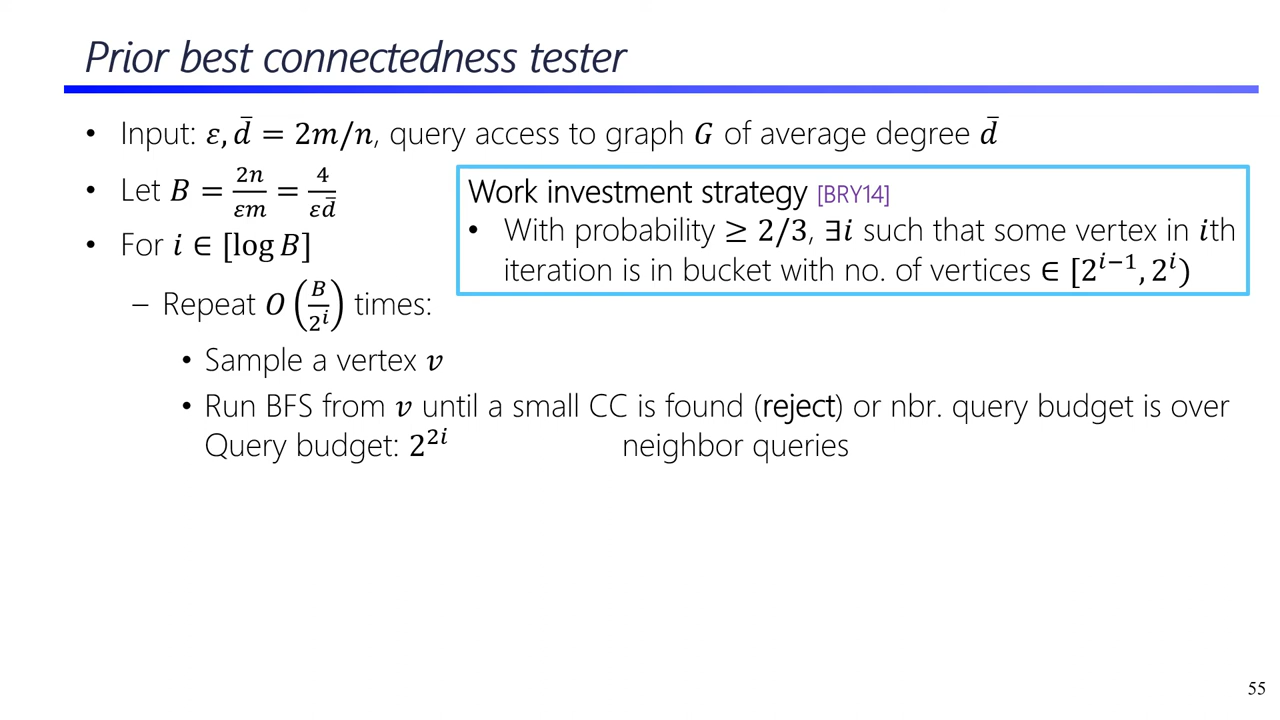 Prior best connectedness tester
• Input: ε, d̄ = 2m/n, query access to graph G of average degree d̄
• Let B = 2n/εm = 4/εd̄
• For i ∈ [log B]
– Repeat O(B/2^i) times:
• Sample a vertex v
• Run BFS from v until a small CC is found (reject) or nbr. query budget is over
Query budget: 2^{2i} neighbor queries
Work investment strategy [BRY14]
• With probability ≥ 2/3, ∃i such that some vertex in ith
iteration is in bucket with no. of vertices ∈ [2^{i−1}, 2^i)
55